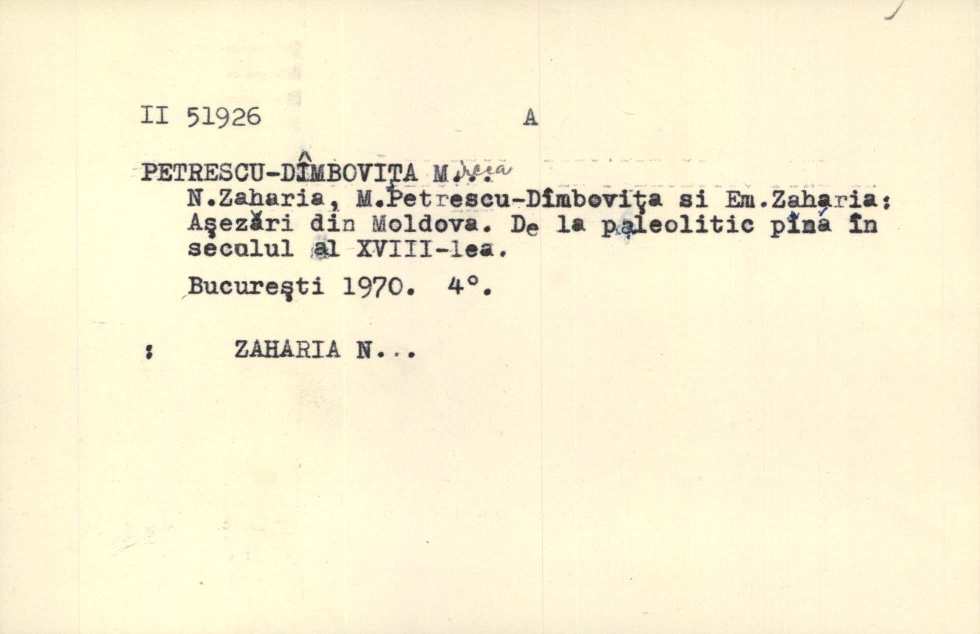 II 51926 A
PETRESCU-DÎMBOVIŢA Mircea
N.Zaharia, M.Petrescu-Dîmboviţa si Em.Zaharia:
Aşezări din Moldova. De la paleolitic pînă în
secolul al XVIII-lea.
Bucureşti 1970. 4°.
: ZAHARIA N...